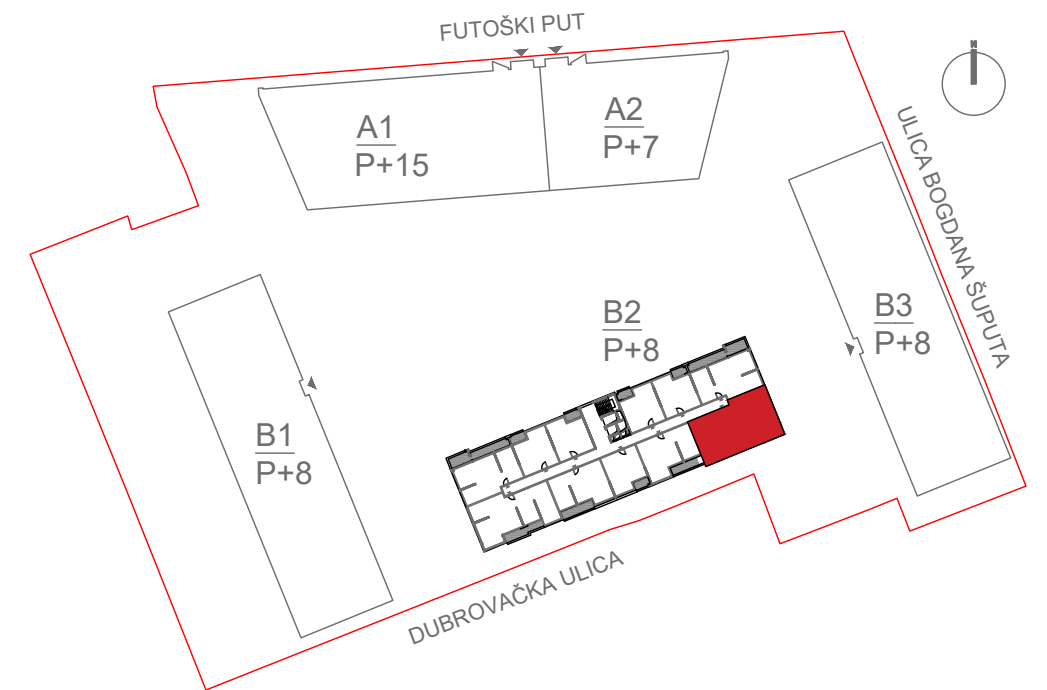 FUTOŠKI PUT
N
A1
P+15
A2
P+7
ULICA BOGDANA ŠUPUTA
B2
P+8
B3
P+8
B1
P+8
DUBROVAČKA ULICA